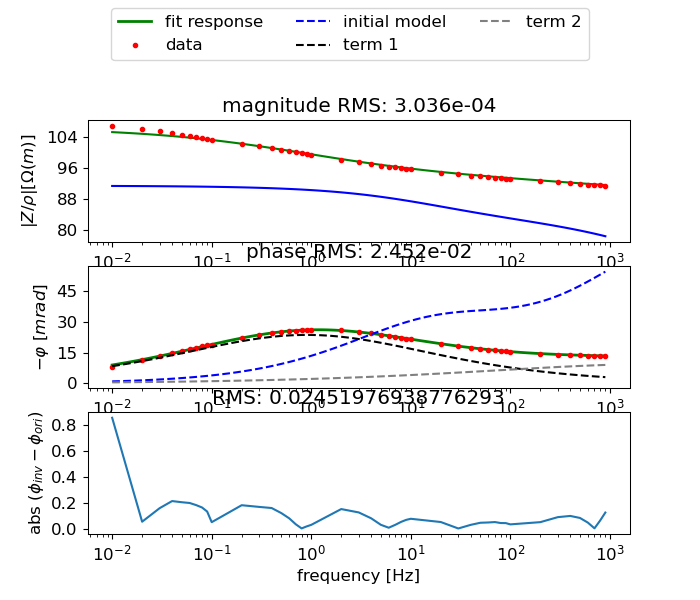 fit response
data
initial model
term 1
term 2
magnitude RMS: 3.036e-04
|Z/ρ|[Ω(m)]
104
96
88
80
10⁻² 10⁻¹ 10⁰ 10¹ 10² 10³
phase RMS: 2.452e-02
−φ [mrad]
45
30
15
0
10⁻² 10⁻¹ 10⁰ 10¹ 10² 10³
RMS: 0.02451976938776293
abs (ϕ_inv − ϕ_ori)
0.8
0.6
0.4
0.2
0.0
10⁻² 10⁻¹ 10⁰ 10¹ 10² 10³
frequency [Hz]